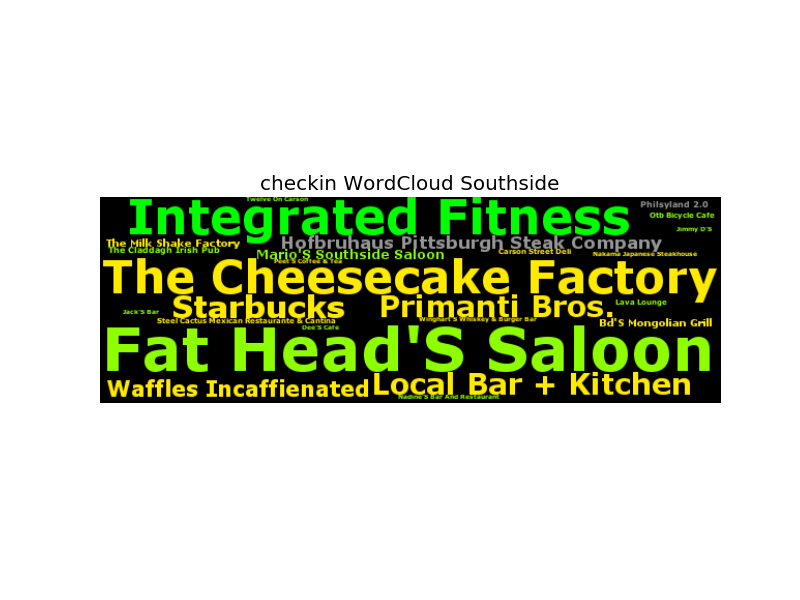 checkin WordCloud Southside
Twelve On Carson
Integrated Fitness
Philsyland 2.0
Otb Bicycle Cafe
Jimmy D'S
The Milk Shake Factory
Hofbruhaus Pittsburgh Steak Company
The Claddagh Irish Pub
Mario'S Southside Saloon
Carson Street Deli
Nakama Japanese Steakhouse
Peet'S Coffee & Tea
The Cheesecake Factory
Starbucks
Primanti Bros.
Lava Lounge
Jack'S Bar
Steel Cactus Mexican Restaurante & Cantina
Winghart'S Whiskey & Burger Bar
Bd'S Mongolian Grill
Dee'S Cafe
Fat Head'S Saloon
Waffles Incaffienated
Local Bar + Kitchen
Nadine'S Bar And Restaurant